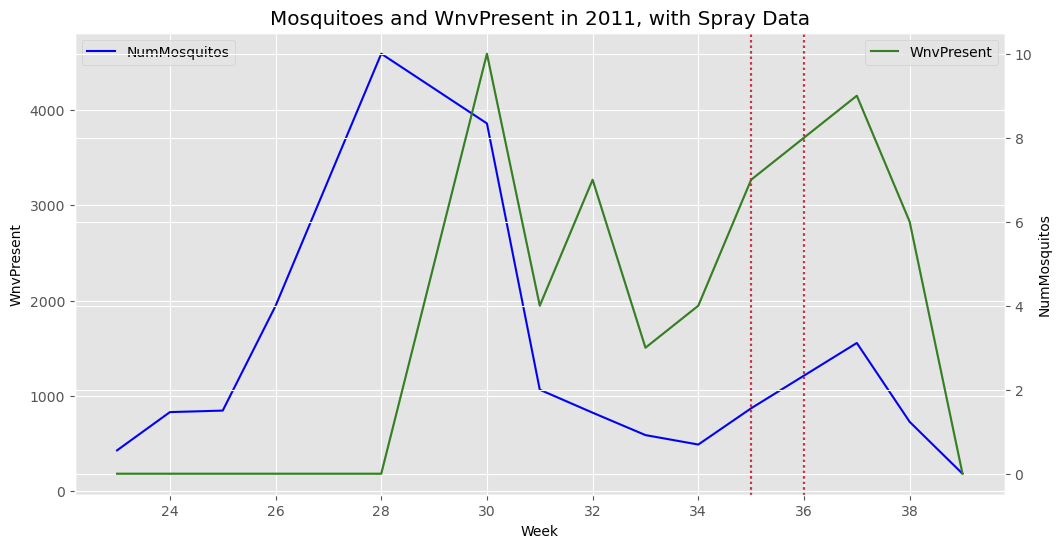 Mosquitoes and WnvPresent in 2011, with Spray Data
NumMosquitos
WnvPresent
4000
3000
2000
1000
0
WnvPresent
10
8
6
4
2
0
NumMosquitos
24 26 28 30 32 34 36 38
Week